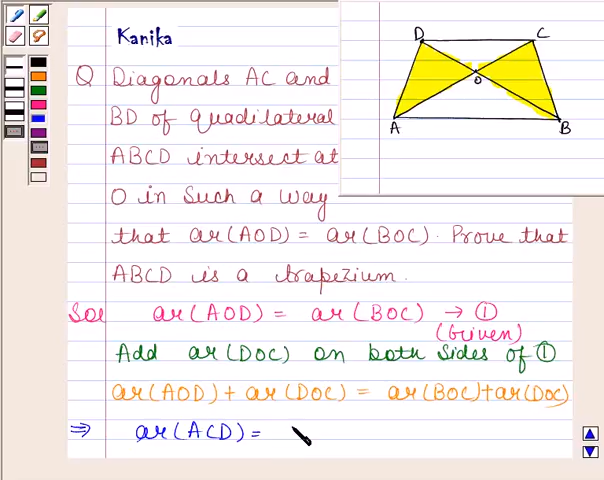 Kanika
D C
Q Diagonals AC and
O
BD of quadilateral
A B
ABCD intersect at
O in Such a way
that ar(AOD) = ar(BOC). Prove that
ABCD is a trapezium.
Sol ar(AOD) = ar(BOC) → ①
(Given)
Add ar(DOC) on both sides of ①
ar(AOD) + ar(DOC) = ar(BOC)+ar(DOC)
⇒ ar(ACD) =